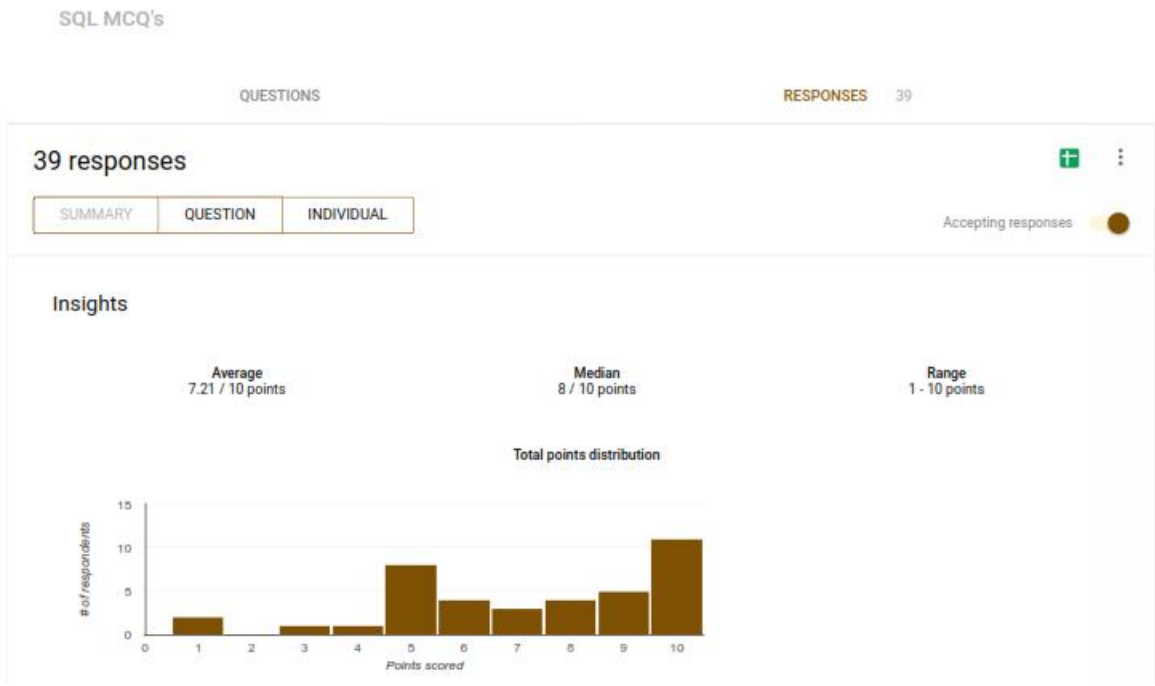 SQL MCQ's
QUESTIONS RESPONSES 39
39 responses
SUMMARY QUESTION INDIVIDUAL
Accepting responses
Insights
Average Median Range
7.21 / 10 points 8 / 10 points 1 - 10 points
Total points distribution
15
10
5
0
# of respondents
0 1 2 3 4 5 6 7 8 9 10
Points scored